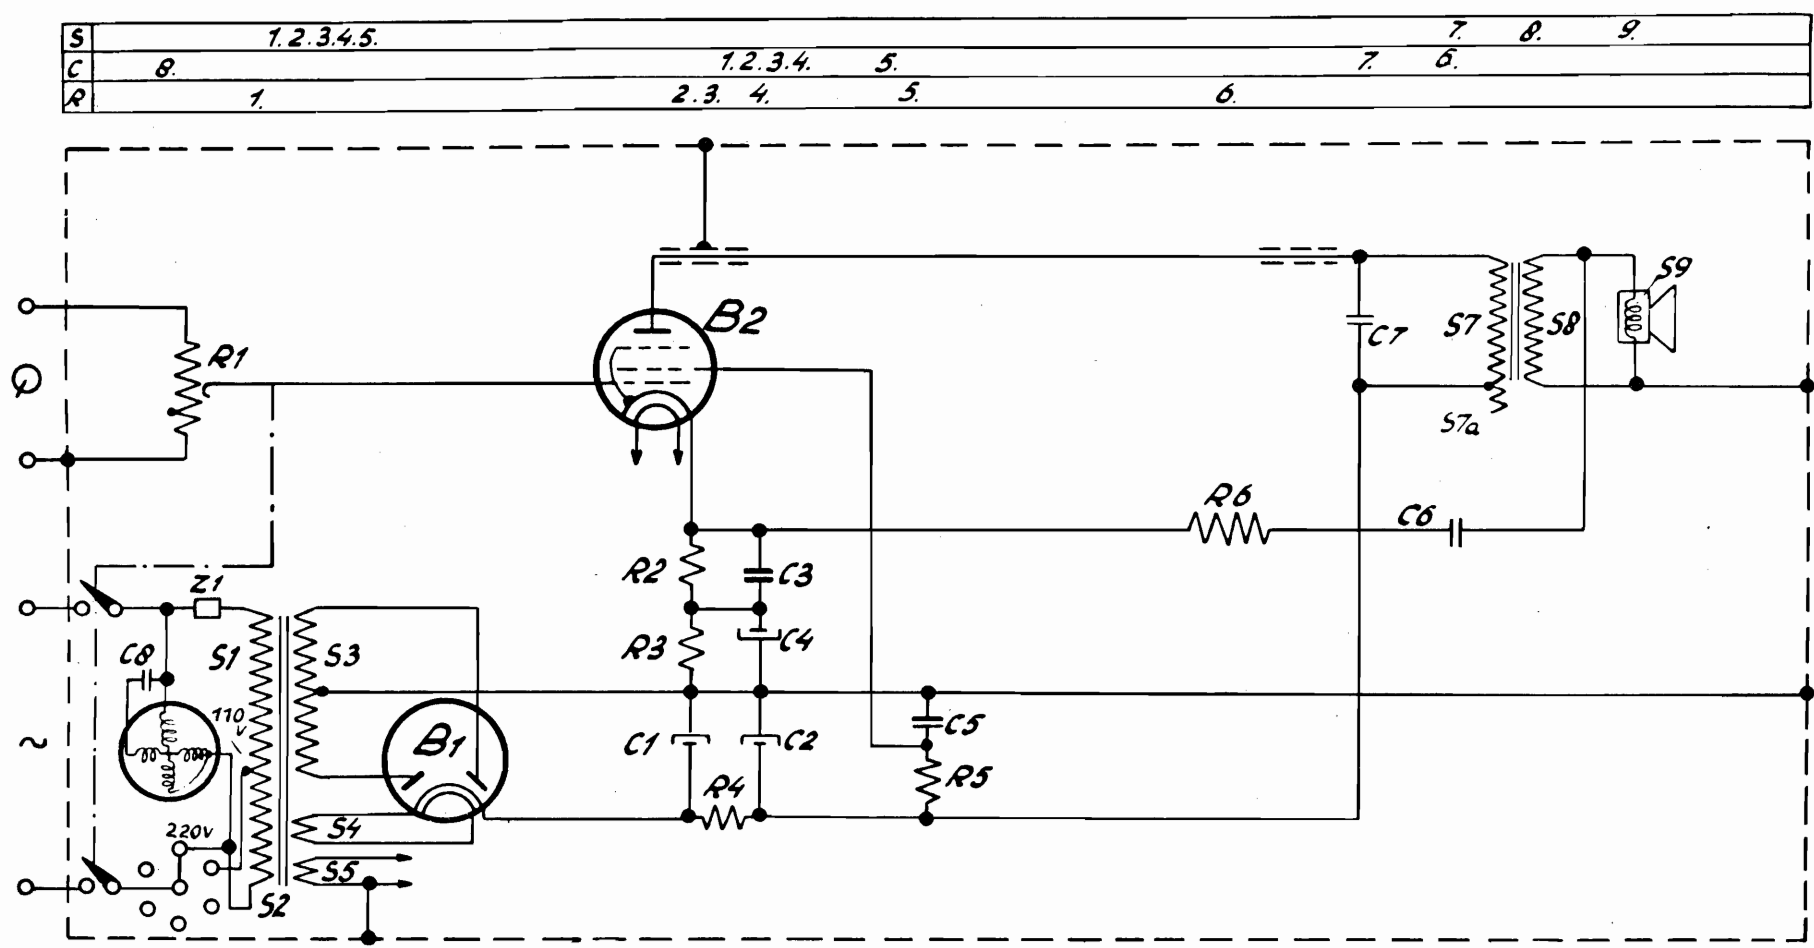 S 1.2.3.4.5. 7. 8. 9.
C 8. 1.2.3.4. 5. 7. 6.
R 1. 2.3. 4. 5. 6.
B2
S9
R1
C7
S7
S8
S7a
R6
C6
Z1
R2
C3
C8
S1
S3
R3
C4
110
V
~
B1
C1
C2
C5
R4
R5
220V
S4
S5
S2